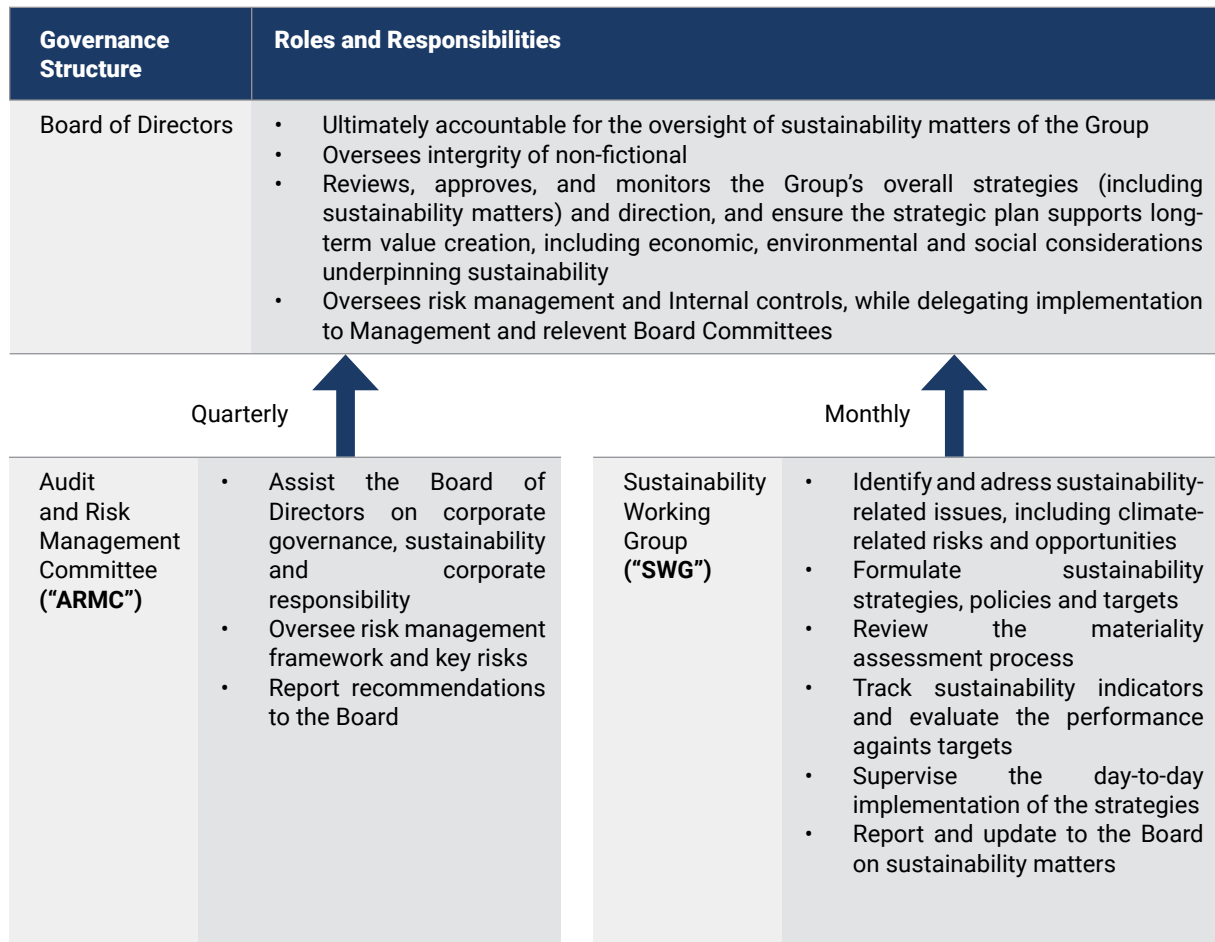 Governance
Structure
Roles and Responsibilities
Board of Directors
• Ultimately accountable for the oversight of sustainability matters of the Group
• Oversees intergrity of non-fictional
• Reviews, approves, and monitors the Group's overall strategies (including
sustainability matters) and direction, and ensure the strategic plan supports long-
term value creation, including economic, environmental and social considerations
underpinning sustainability
• Oversees risk management and Internal controls, while delegating implementation
to Management and relevent Board Committees
Quarterly
Monthly
Audit
and Risk
Management
Committee
("ARMC")
• Assist the Board of
Directors on corporate
governance, sustainability
and corporate
responsibility
• Oversee risk management
framework and key risks
• Report recommendations
to the Board
Sustainability
Working
Group
("SWG")
• Identify and adress sustainability-
related issues, including climate-
related risks and opportunities
• Formulate sustainability
strategies, policies and targets
• Review the materiality
assessment process
• Track sustainability indicators
and evaluate the performance
againts targets
• Supervise the day-to-day
implementation of the strategies
• Report and update to the Board
on sustainability matters